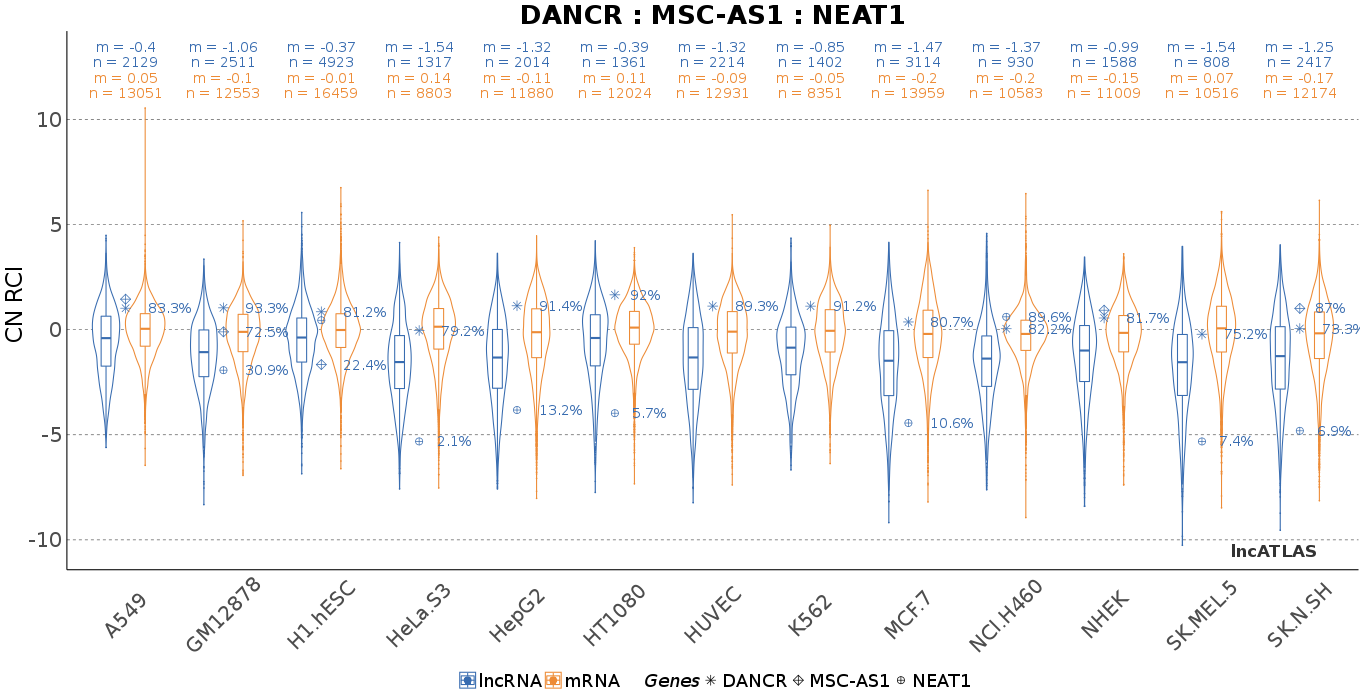 DANCR : MSC-AS1 : NEAT1
m = -0.4 m = -1.06 m = -0.37 m = -1.54 m = -1.32 m = -0.39 m = -1.32 m = -0.85 m = -1.47 m = -1.37 m = -0.99 m = -1.54 m = -1.25
n = 2129 n = 2511 n = 4923 n = 1317 n = 2014 n = 1361 n = 2214 n = 1402 n = 3114 n = 930 n = 1588 n = 808 n = 2417
m = 0.05 m = -0.1 m = -0.01 m = 0.14 m = -0.11 m = 0.11 m = -0.09 m = -0.05 m = -0.2 m = -0.2 m = -0.15 m = 0.07 m = -0.17
n = 13051 n = 12553 n = 16459 n = 8803 n = 11880 n = 12024 n = 12931 n = 8351 n = 13959 n = 10583 n = 11009 n = 10516 n = 12174
CN RCI
10
5
0
-5
-10
83.3%
93.3%
72.5%
30.9%
81.2%
22.4%
79.2%
2.1%
91.4%
13.2%
92%
5.7%
89.3%
91.2%
80.7%
10.6%
89.6%
82.2%
81.7%
75.2%
7.4%
87%
73.3%
6.9%
lncATLAS
A549
GM12878
H1.hESC
HeLa.S3
HepG2
HT1080
HUVEC
K562
MCF.7
NCI.H460
NHEK
SK.MEL.5
SK.N.SH
lncRNA mRNA Genes DANCR MSC-AS1 NEAT1